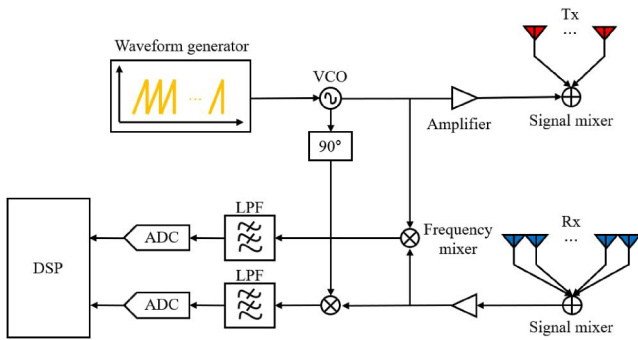 Tx
...
Waveform generator
VCO
...
Amplifier
Signal mixer
90°
LPF
Rx
...
ADC
Frequency
mixer
DSP
LPF
ADC
Signal mixer